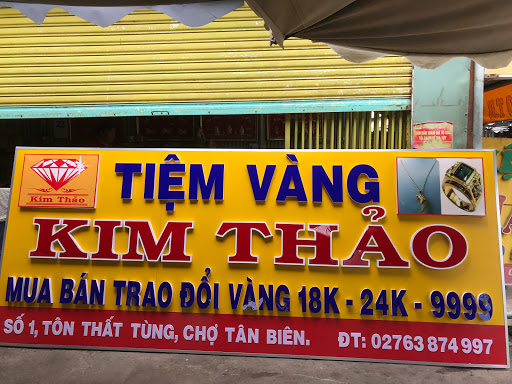 TIỆM VÀNG
Kim Thảo
KIM THẢO
MUA BÁN TRAO ĐỔI VÀNG 18K - 24K - 9999
SỐ 1, TÔN THẤT TÙNG, CHỢ TÂN BIÊN. ĐT: 02763 874 997